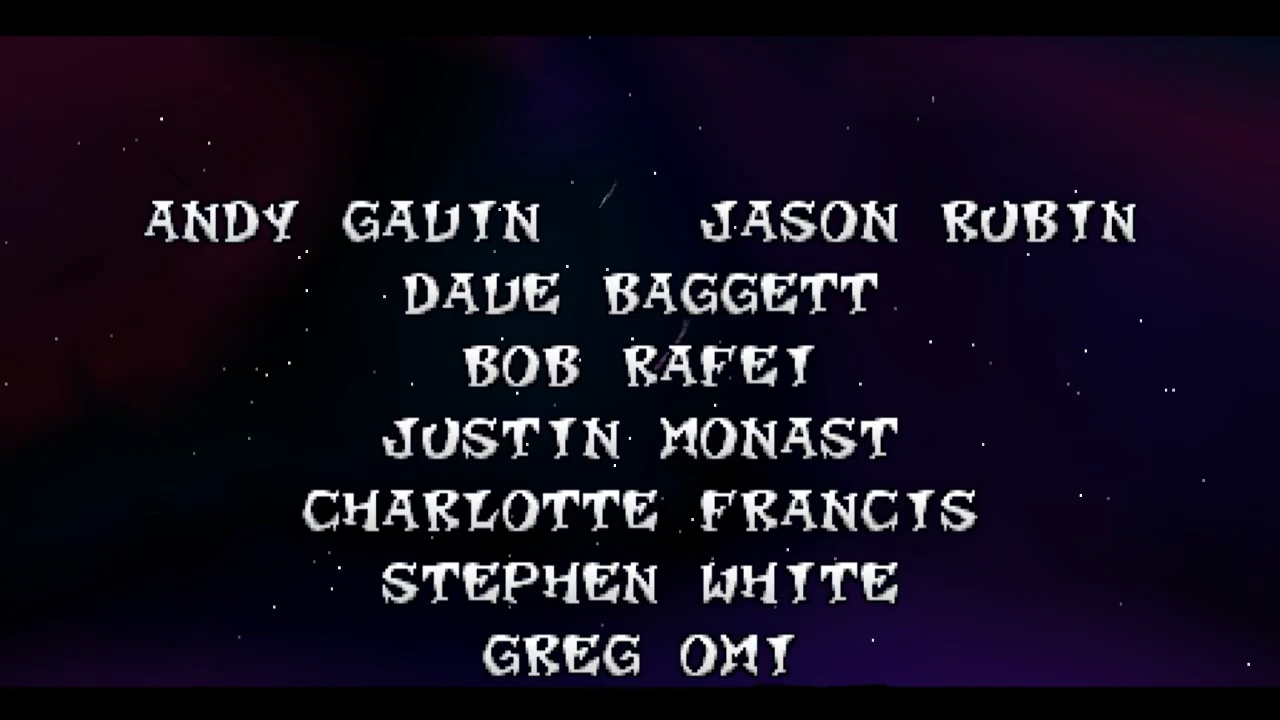 ANDY GAVIN JASON RUBIN
DAVE BAGGETT
BOB RAFEI
JUSTIN MONAST
CHARLOTTE FRANCIS
STEPHEN WHITE
GREG OMI